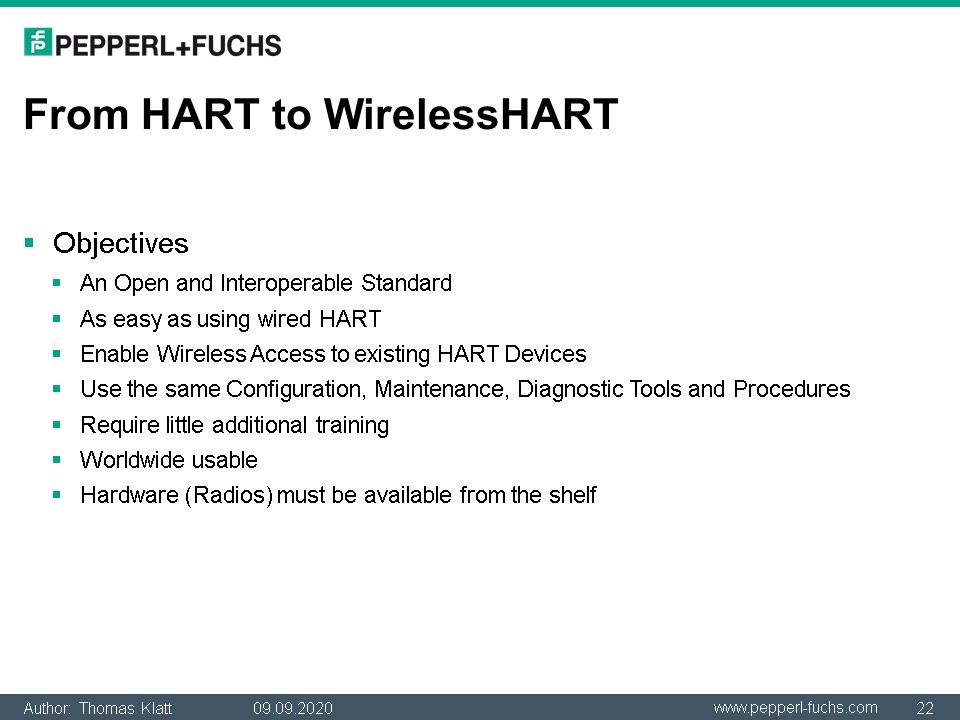 PEPPERL+FUCHS
From HART to WirelessHART
Objectives
An Open and Interoperable Standard
As easy as using wired HART
Enable Wireless Access to existing HART Devices
Use the same Configuration, Maintenance, Diagnostic Tools and Procedures
Require little additional training
Worldwide usable
Hardware (Radios) must be available from the shelf
Author: Thomas Klatt 09.09.2020 www.pepperl-fuchs.com 22